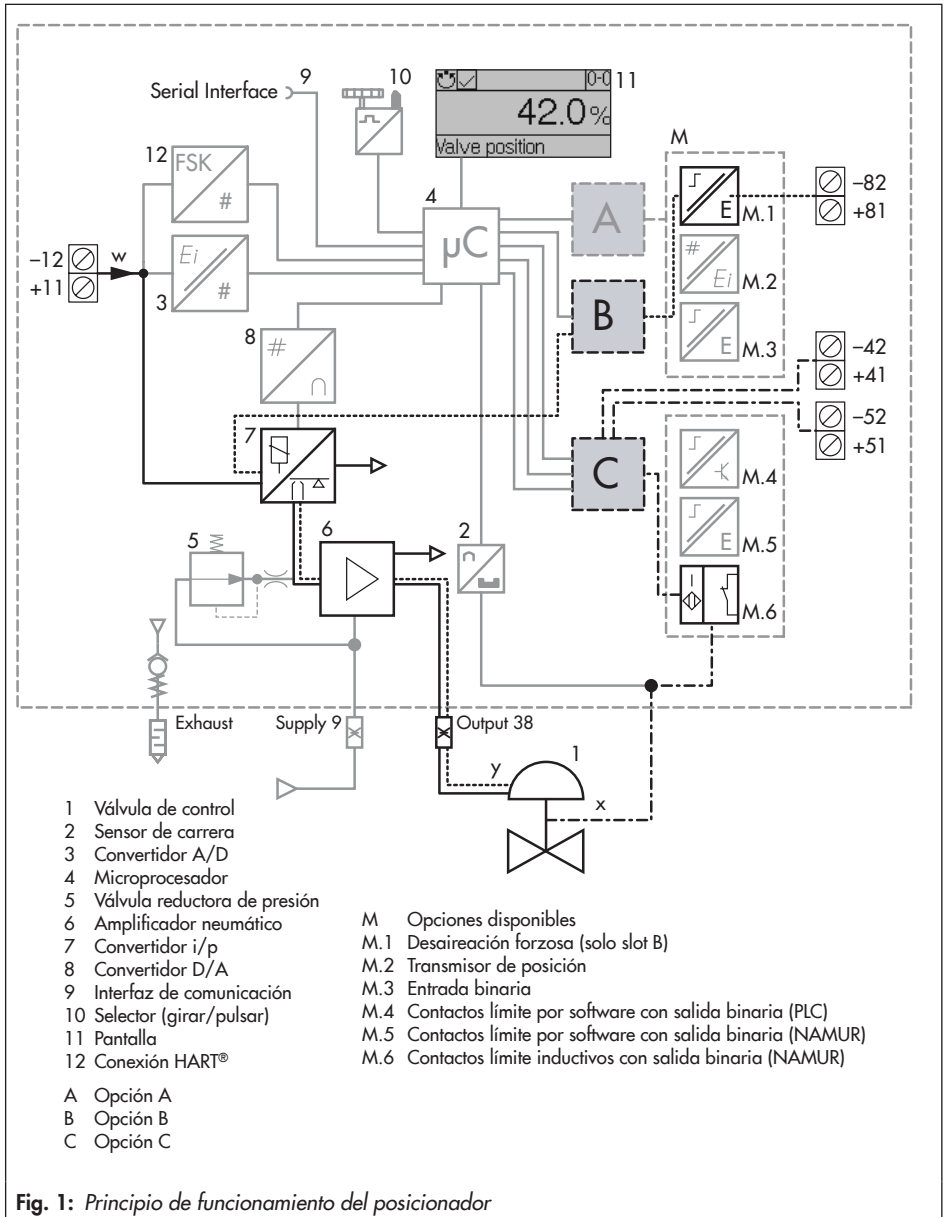 Serial Interface
9
10
11
0-0
42.0%
Valve position
M
12
FSK
#
4
µC
A
E
M.1
−82
+81
−12
+11
w
Ei
#
3
#
Ei
M.2
B
E
M.3
8
#
−42
+41
−52
+51
7
C
M.4
5
6
2
E
M.5
M.6
Exhaust
Supply 9
Output 38
y
1
x
1 Válvula de control
2 Sensor de carrera
3 Convertidor A/D
4 Microprocesador
5 Válvula reductora de presión
6 Amplificador neumático
7 Convertidor i/p
8 Convertidor D/A
9 Interfaz de comunicación
10 Selector (girar/pulsar)
11 Pantalla
12 Conexión HART®
A Opción A
B Opción B
C Opción C
M Opciones disponibles
M.1 Desaireación forzosa (solo slot B)
M.2 Transmisor de posición
M.3 Entrada binaria
M.4 Contactos límite por software con salida binaria (PLC)
M.5 Contactos límite por software con salida binaria (NAMUR)
M.6 Contactos límite inductivos con salida binaria (NAMUR)
Fig. 1: Principio de funcionamiento del posicionador